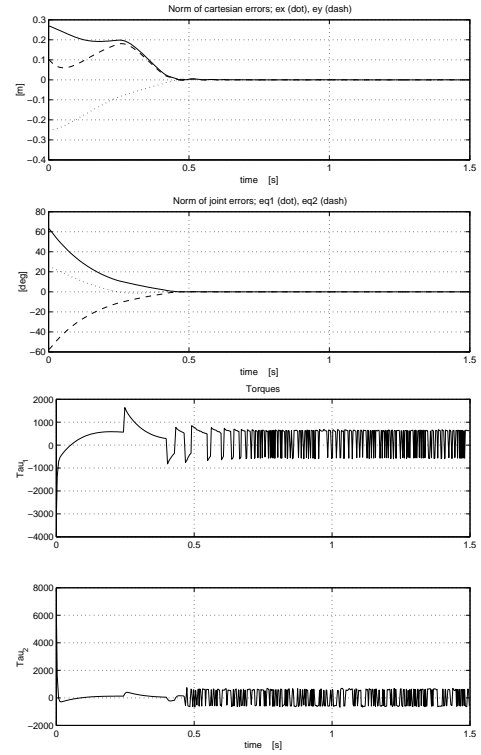 Norm of cartesian errors; ex (dot), ey (dash)
0.3
0.2
0.1
0
−0.1
−0.2
−0.3
−0.4
[m]
0 0.5 1 1.5
time [s]
Norm of joint errors; eq1 (dot), eq2 (dash)
80
60
40
20
0
−20
−40
−60
[deg]
0 0.5 1 1.5
time [s]
Torques
2000
1000
0
−1000
−2000
−3000
−4000
Tau1
0 0.5 1 1.5
8000
6000
4000
2000
0
−2000
Tau2
0 0.5 1 1.5
time [s]